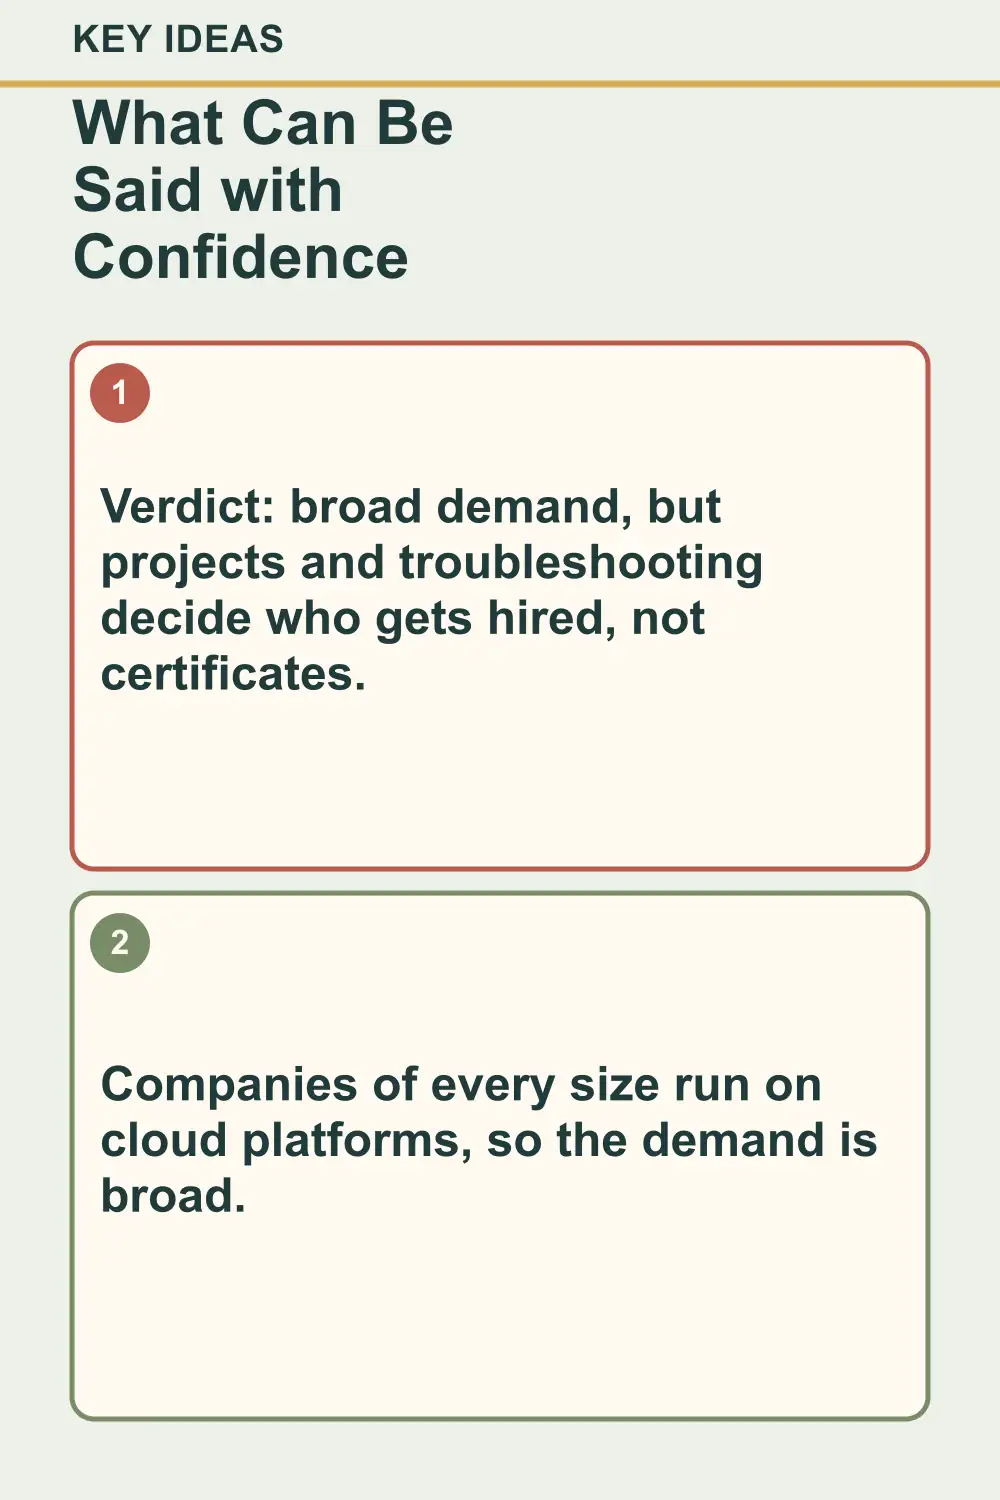 KEY IDEAS
What Can Be
Said with
Confidence
1
Verdict: broad demand, but
projects and troubleshooting
decide who gets hired, not
certificates.
2
Companies of every size run on
cloud platforms, so the demand is
broad.